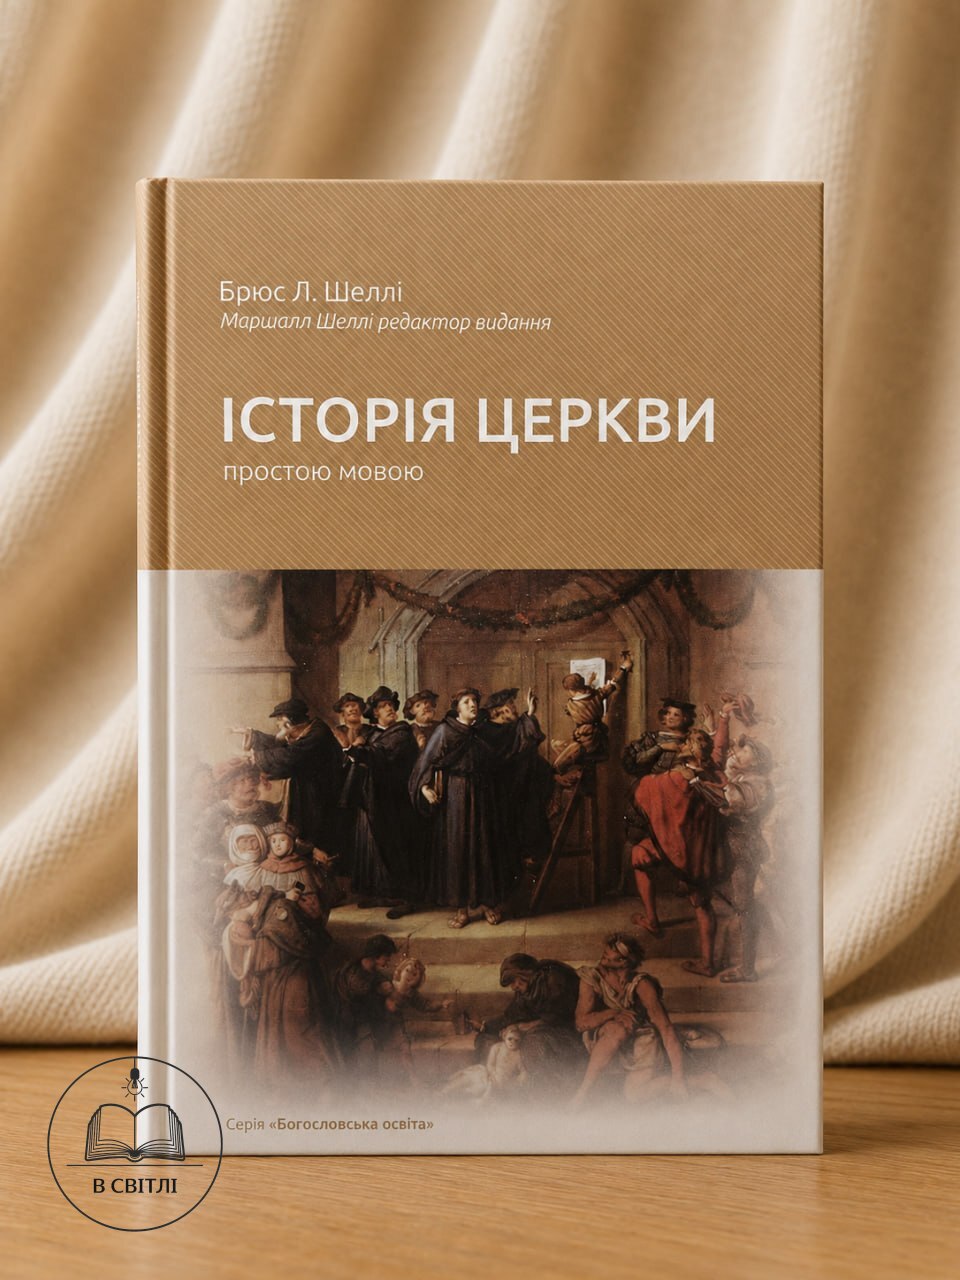 Брюс Л. Шеллі
Маршалл Шеллі редактор видання
ІСТОРІЯ ЦЕРКВИ
простою мовою
Серія «Богословська освіта»
В СВІТЛІ